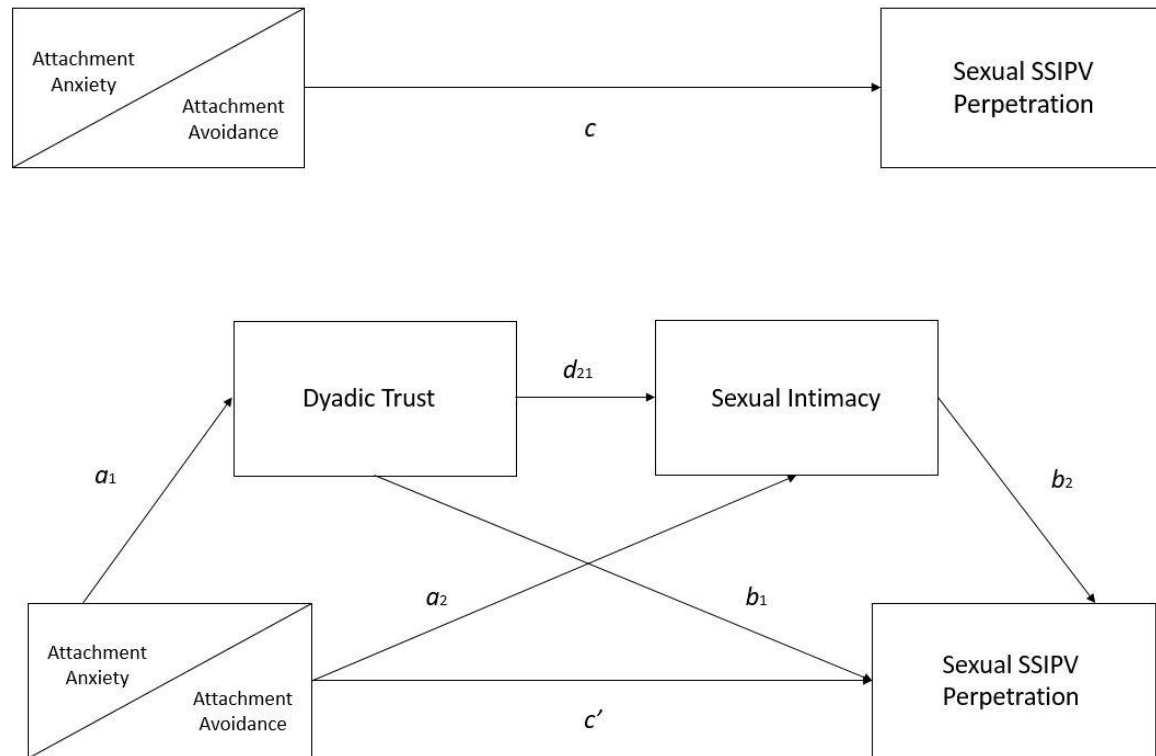 Attachment
Anxiety
Attachment
Avoidance
c
Sexual SSIPV
Perpetration
Dyadic Trust
d21
Sexual Intimacy
a1
b2
a2
b1
Attachment
Anxiety
Attachment
Avoidance
c’
Sexual SSIPV
Perpetration